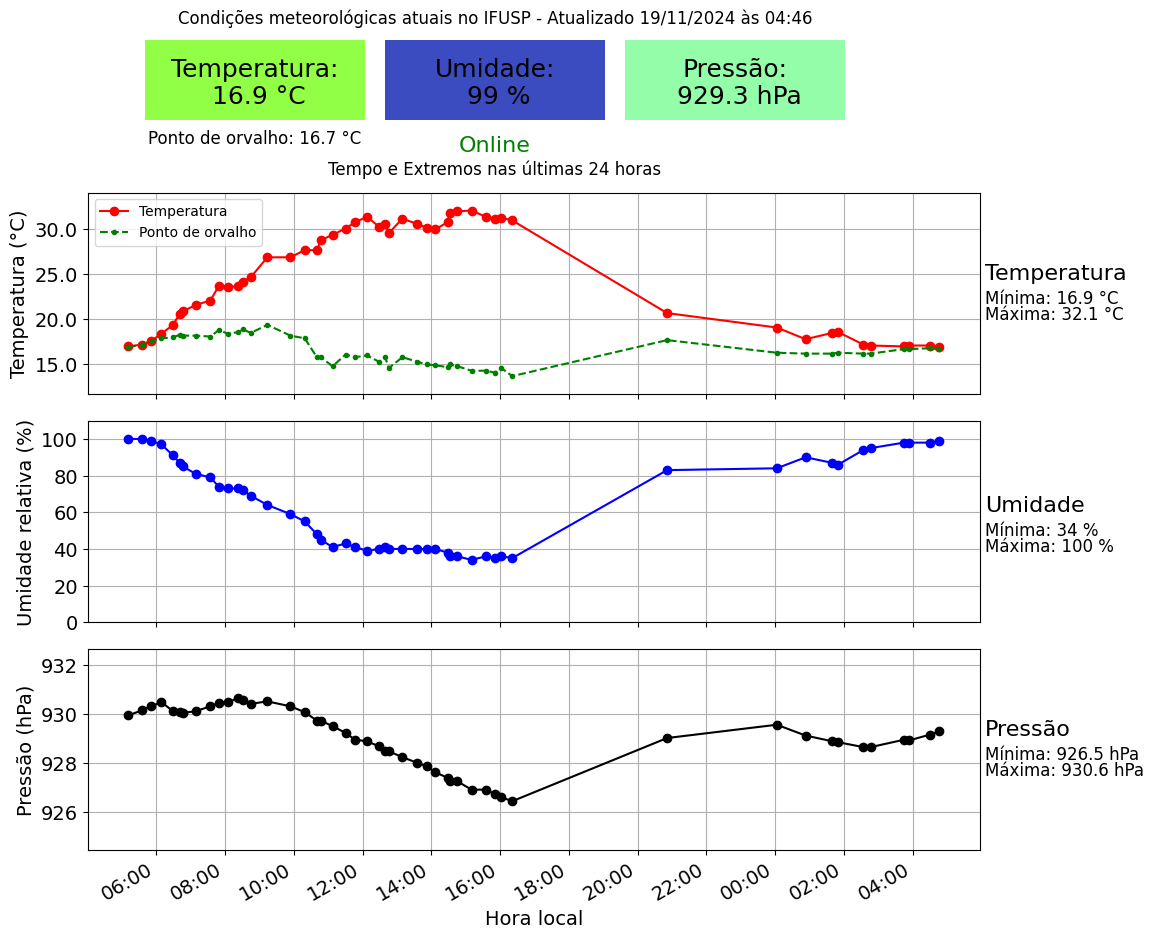 Condições meteorológicas atuais no IFUSP - Atualizado 19/11/2024 às 04:46
Temperatura:
16.9 °C
Umidade:
99 %
Pressão:
929.3 hPa
Ponto de orvalho: 16.7 °C
Online
Tempo e Extremos nas últimas 24 horas
Temperatura (°C)
30.0
25.0
20.0
15.0
Temperatura
Ponto de orvalho
Temperatura
Mínima: 16.9 °C
Máxima: 32.1 °C
Umidade relativa (%)
100
80
60
40
20
0
Umidade
Mínima: 34 %
Máxima: 100 %
Pressão (hPa)
932
930
928
926
Pressão
Mínima: 926.5 hPa
Máxima: 930.6 hPa
06:00 08:00 10:00 12:00 14:00 16:00 18:00 20:00 22:00 00:00 02:00 04:00
Hora local